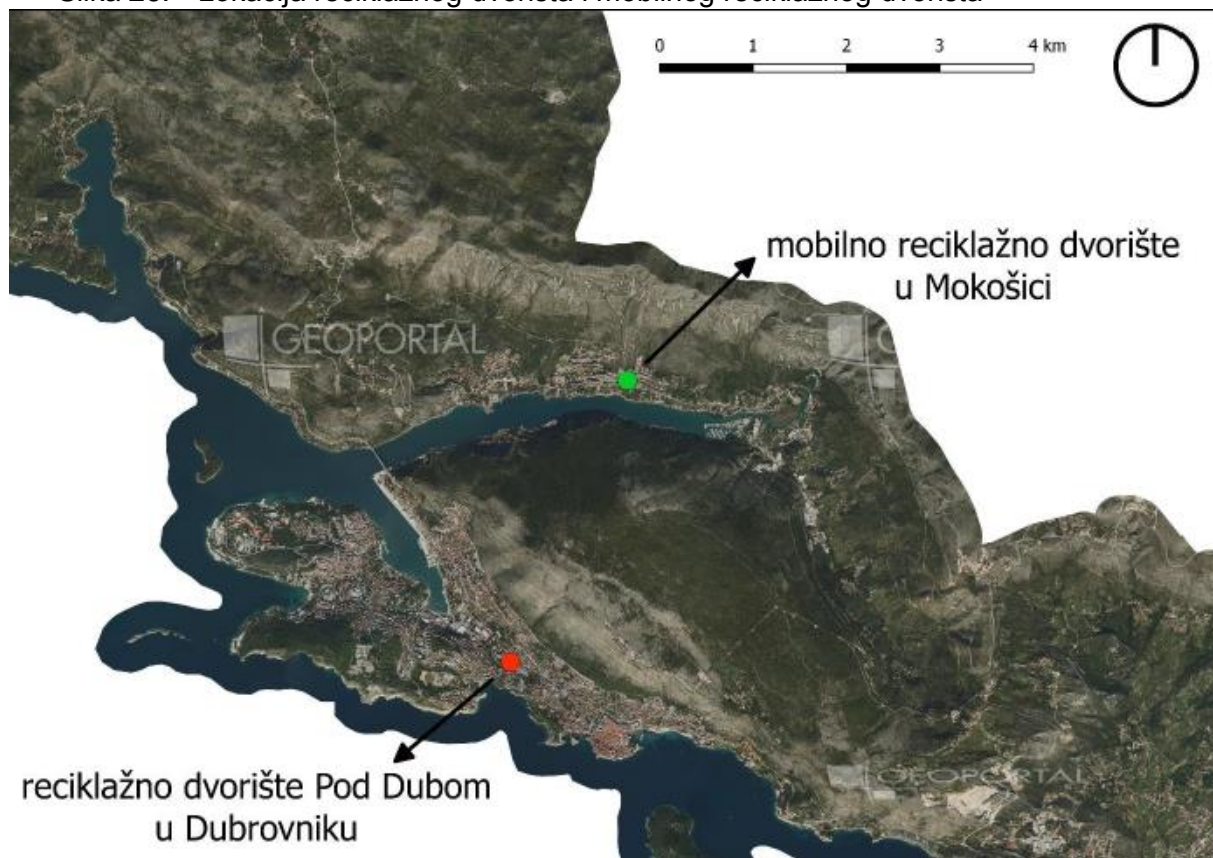 0 1 2 3 4 km
mobilno reciklažno dvorište
u Mokošici
GEOPORTAL
GEOPORTAL
reciklažno dvorište Pod Dubom
u Dubrovniku